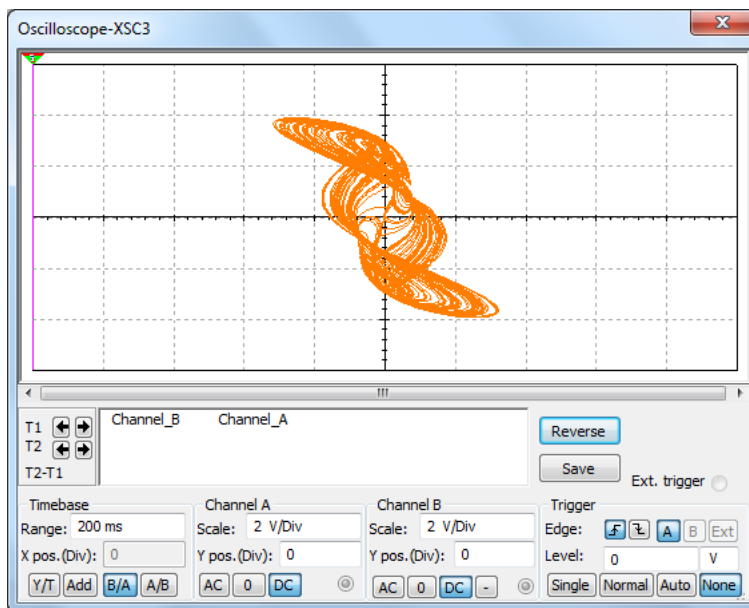 Oscilloscope-XSC3
T1
T2
T2-T1
Channel_B Channel_A
Reverse
Save
Ext. trigger
Timebase
Range: 200 ms
X pos.(Div): 0
Y/T Add B/A A/B
Channel A
Scale: 2 V/Div
Y pos.(Div): 0
AC 0 DC
Channel B
Scale: 2 V/Div
Y pos.(Div): 0
AC 0 DC -
Trigger
Edge: A B Ext
Level: 0 V
Single Normal Auto None